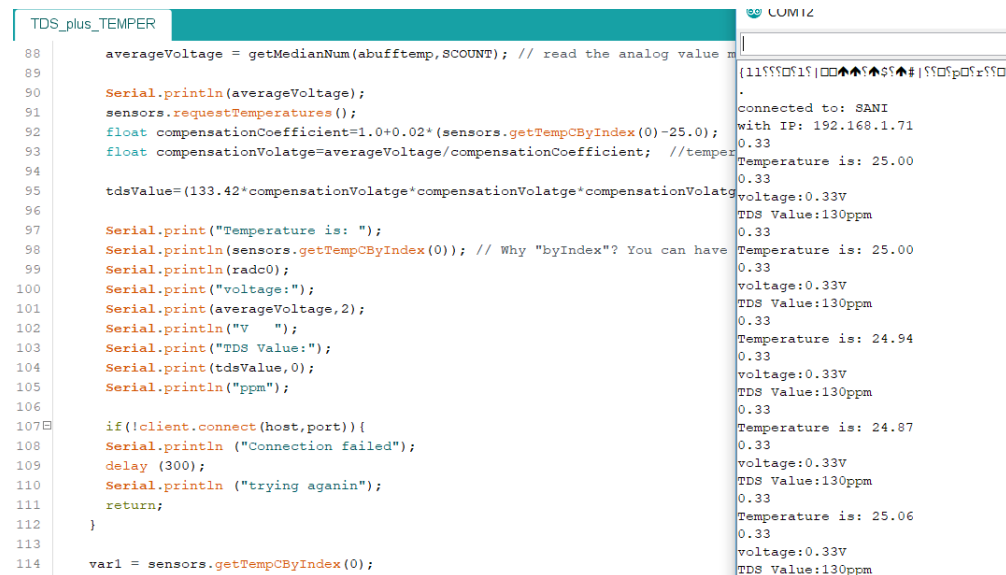 TDS_plus_TEMPER
88 averageVoltage = getMedianNum(abufftemp,SCOUNT); // read the analog value m
89
90 Serial.println(averageVoltage);
91 sensors.requestTemperatures();
92 float compensationCoefficient=1.0+0.02*(sensors.getTempCByIndex(0)-25.0);
93 float compensationVolatge=averageVoltage/compensationCoefficient; //temper
94
95 tdsValue=(133.42*compensationVolatge*compensationVolatge*compensationVolatg
96
97 Serial.print("Temperature is: ");
98 Serial.println(sensors.getTempCByIndex(0)); // Why "byIndex"? You can have
99 Serial.println(radc0);
100 Serial.print("voltage:");
101 Serial.print(averageVoltage,2);
102 Serial.println("V   ");
103 Serial.print("TDS Value:");
104 Serial.print(tdsValue,0);
105 Serial.println("ppm");
106
107 if(!client.connect(host,port)){
108 Serial.println ("Connection failed");
109 delay (300);
110 Serial.println ("trying aganin");
111 return;
112 }
113
114 var1 = sensors.getTempCByIndex(0);
COM12
.
connected to: SANI
with IP: 192.168.1.71
0.33
Temperature is: 25.00
0.33
voltage:0.33V
TDS Value:130ppm
0.33
Temperature is: 25.00
0.33
voltage:0.33V
TDS Value:130ppm
0.33
Temperature is: 24.94
0.33
voltage:0.33V
TDS Value:130ppm
0.33
Temperature is: 24.87
0.33
voltage:0.33V
TDS Value:130ppm
0.33
Temperature is: 25.06
0.33
voltage:0.33V
TDS Value:130ppm